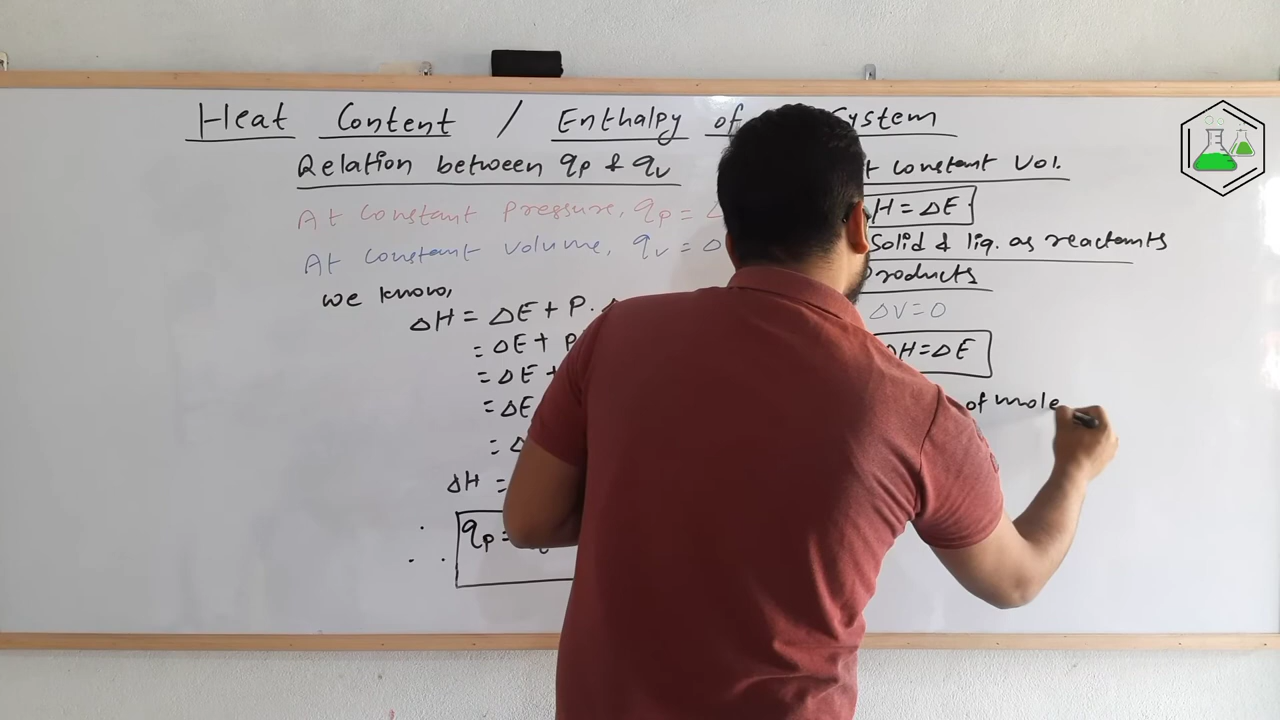 Heat Content / Enthalpy of System
Relation between qp & qv
At constant Pressure, qp = Δ
At constant volume, qv = Δ
we know,
ΔH = ΔE + P.
= ΔE + P
= ΔE +
= ΔE
= Δ
ΔH =
∴ qp =
constant Vol.
H = ΔE
Solid & liq. as reactants
Products
ΔV = 0
ΔH = ΔE
of mole